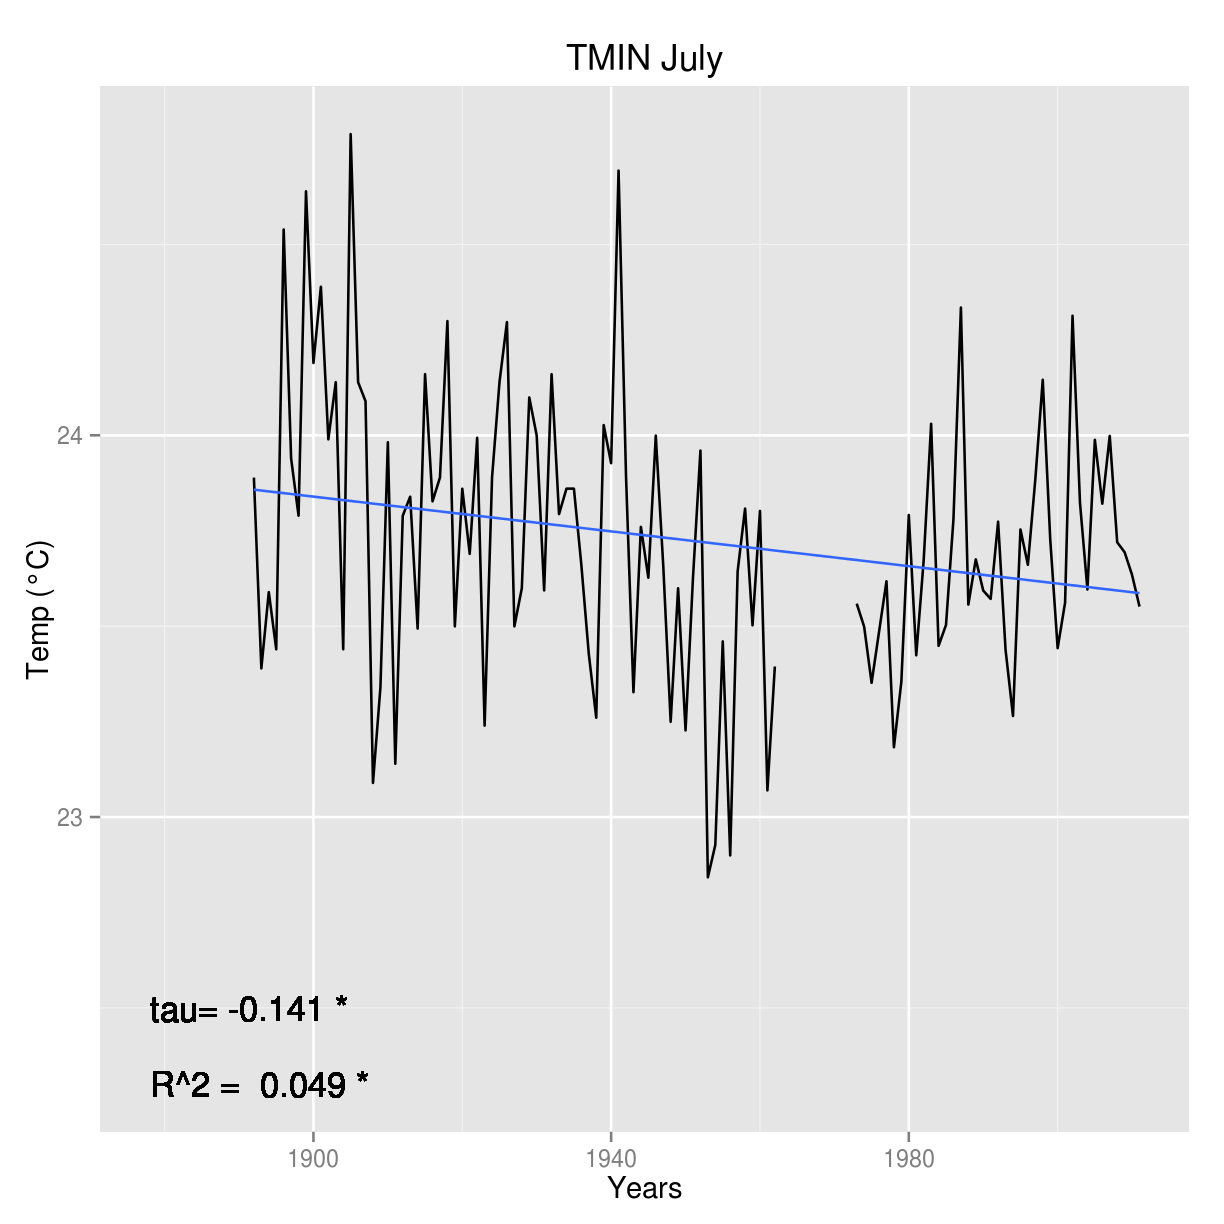 TMIN July
Temp (°C)
24
23
tau= -0.141 *
R^2 =  0.049 *
1900
1940
1980
Years